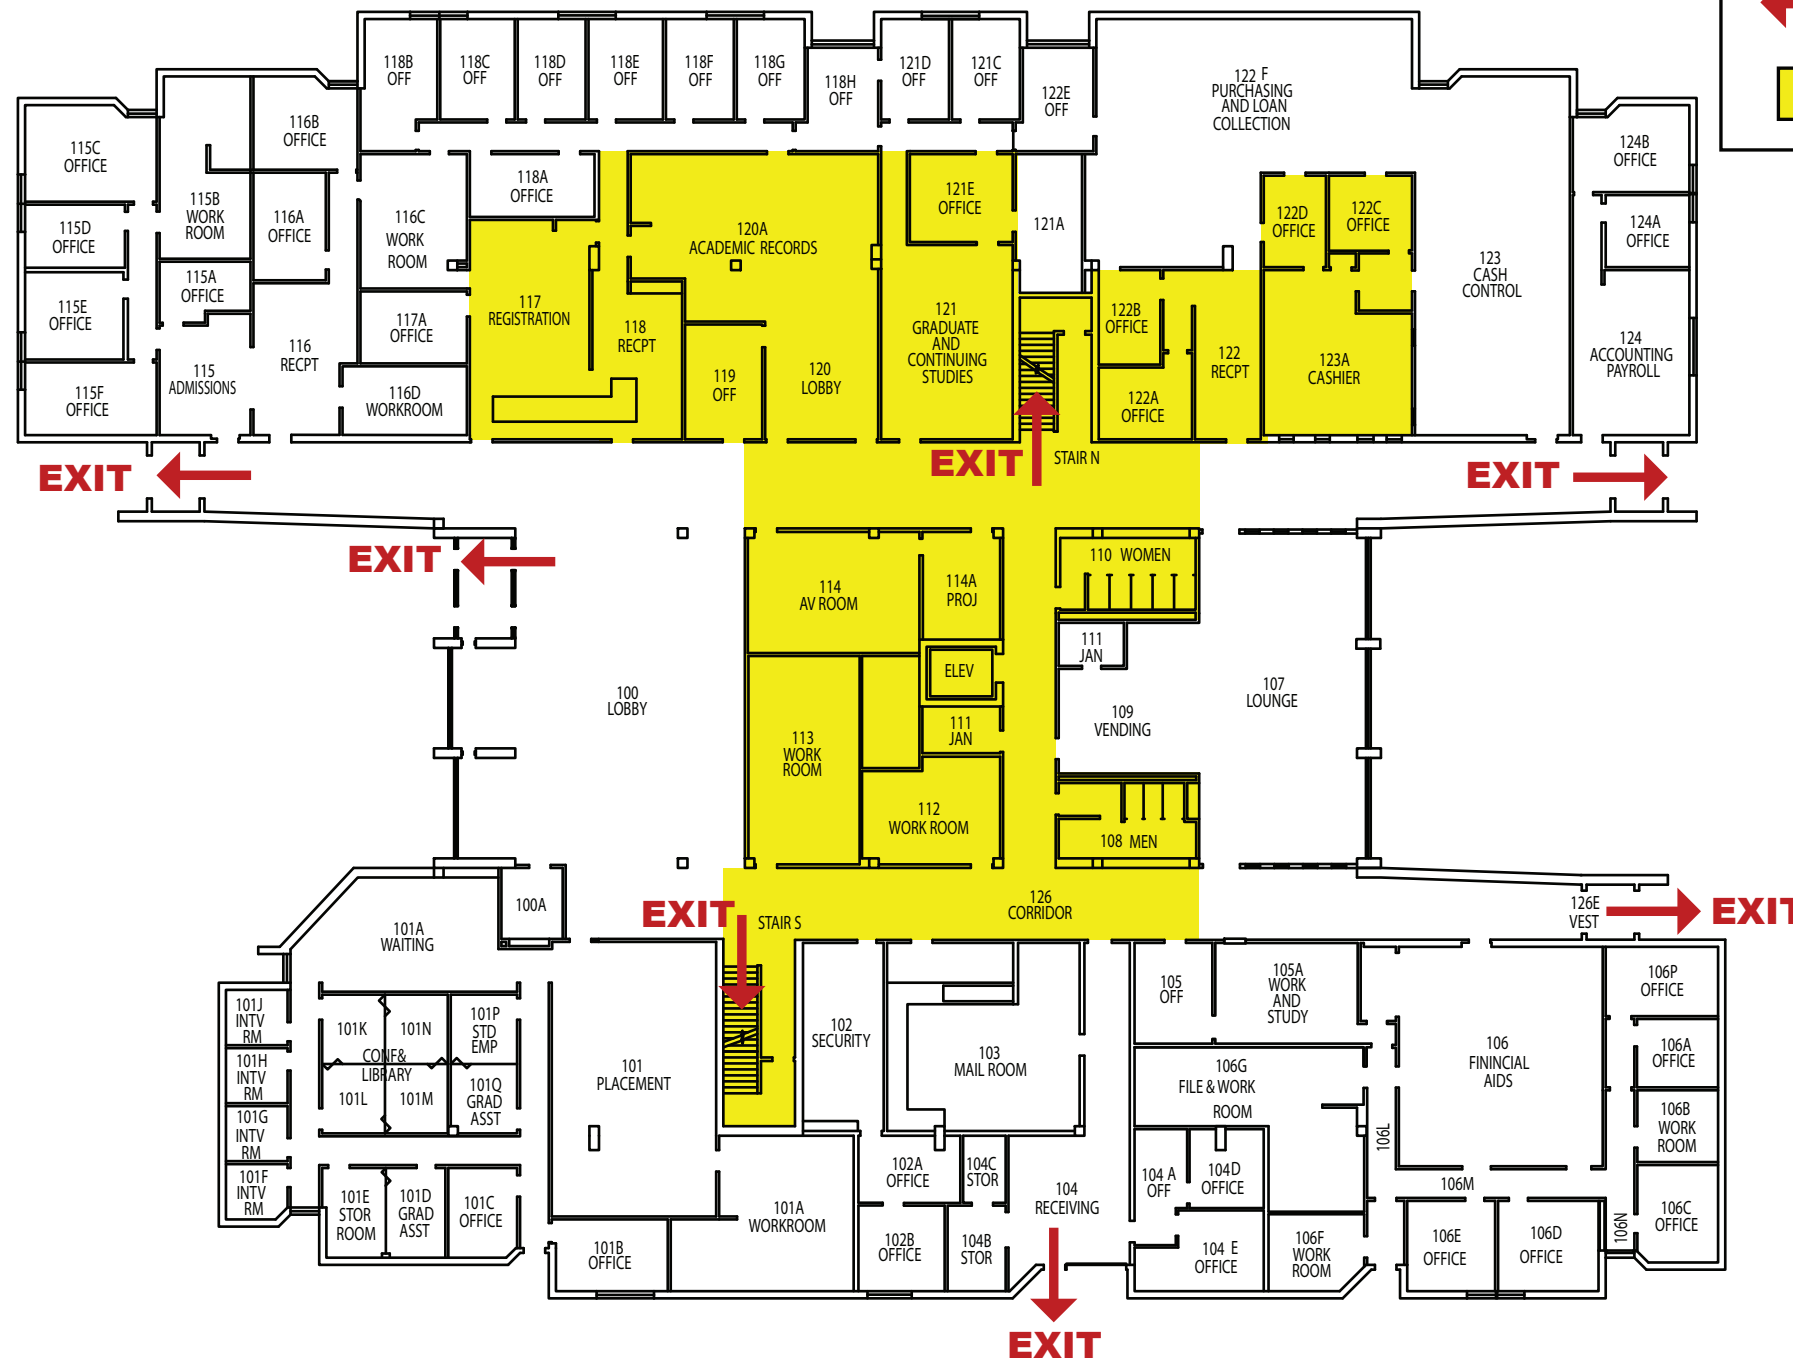 118B
OFF
118C
OFF
118D
OFF
118E
OFF
118F
OFF
118G
OFF
118H
OFF
121D
OFF
121C
OFF
122E
OFF
122 F
PURCHASING
AND LOAN
COLLECTION
115C
OFFICE
116B
OFFICE
124B
OFFICE
115B
WORK
ROOM
118A
OFFICE
121E
OFFICE
115D
OFFICE
116A
OFFICE
116C
WORK
ROOM
120A
ACADEMIC RECORDS
121A
122D
OFFICE
122C
OFFICE
124A
OFFICE
123
CASH
CONTROL
115A
OFFICE
115E
OFFICE
117
REGISTRATION
117A
OFFICE
118
RECPT
121
GRADUATE
AND
CONTINUING
STUDIES
122B
OFFICE
116
RECPT
115
ADMISSIONS
119
OFF
120
LOBBY
122
RECPT
123A
CASHIER
124
ACCOUNTING
PAYROLL
115F
OFFICE
116D
WORKROOM
122A
OFFICE
EXIT
EXIT
STAIR N
EXIT
EXIT
114
AV ROOM
114A
PROJ
110 WOMEN
111
JAN
ELEV
100
LOBBY
107
LOUNGE
109
VENDING
111
JAN
113
WORK
ROOM
112
WORK ROOM
108 MEN
100A
101A
WAITING
EXIT
STAIR S
126
CORRIDOR
126E
VEST
EXIT
101J
INTV
RM
101K
101N
101P
STD
EMP
101H
INTV
RM
CONF&
LIBRARY
101L
101M
101Q
GRAD
ASST
101G
INTV
RM
101F
INTV
RM
101E
STOR
ROOM
101D
GRAD
ASST
101C
OFFICE
101
PLACEMENT
101B
OFFICE
101A
WORKROOM
102
SECURITY
103
MAIL ROOM
102A
OFFICE
104C
STOR
102B
OFFICE
104B
STOR
104
RECEIVING
105
OFF
105A
WORK
AND
STUDY
106G
FILE & WORK
ROOM
104 A
OFF
104D
OFFICE
104 E
OFFICE
106F
WORK
ROOM
106L
106
FININCIAL
AIDS
106M
106E
OFFICE
106D
OFFICE
106N
106P
OFFICE
106A
OFFICE
106B
WORK
ROOM
106C
OFFICE
EXIT